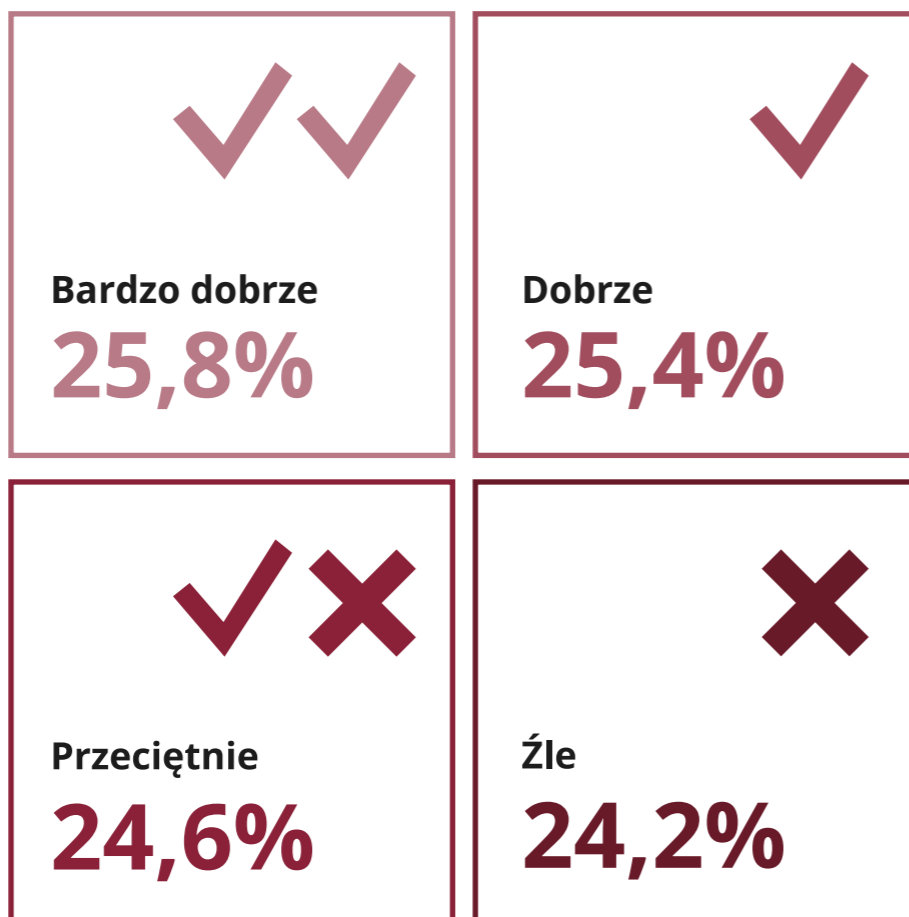 Bardzo dobrze
25,8%
Dobrze
25,4%
Przeciętnie
24,6%
Źle
24,2%